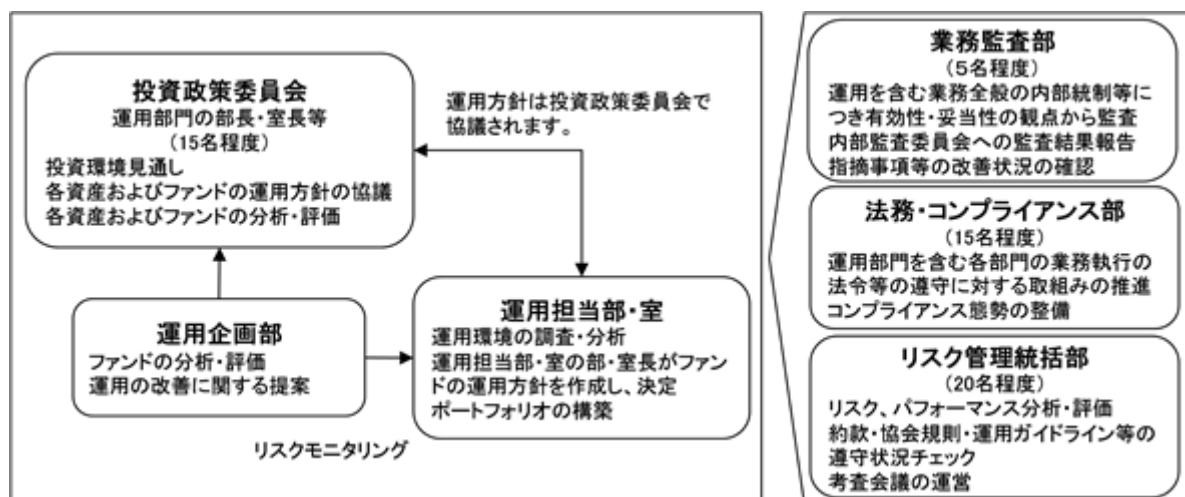 投資政策委員会
運用部門の部長・室長等
(15名程度)
投資環境見通し
各資産およびファンドの運用方針の協議
各資産およびファンドの分析・評価
運用方針は投資政策委員会で
協議されます。
運用企画部
ファンドの分析・評価
運用の改善に関する提案
運用担当部・室
運用環境の調査・分析
運用担当部・室の部・室長がファン
ドの運用方針を作成し、決定
ポートフォリオの構築
リスクモニタリング
業務監査部
(5名程度)
運用を含む業務全般の内部統制等に
つき有効性・妥当性の観点から監査
内部監査委員会への監査結果報告
指摘事項等の改善状況の確認
法務・コンプライアンス部
(15名程度)
運用部門を含む各部門の業務執行の
法令等の遵守に対する取組みの推進
コンプライアンス態勢の整備
リスク管理統括部
(20名程度)
リスク、パフォーマンス分析・評価
約款・協会規則・運用ガイドライン等の
遵守状況チェック
考査会議の運営